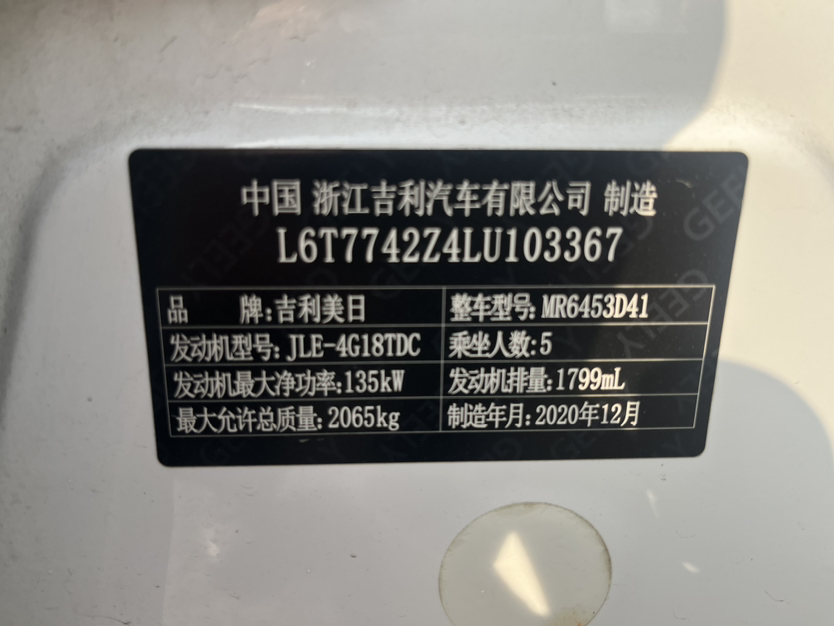 中国 浙江吉利汽车有限公司 制造
L6T7742Z4LU103367
品 牌:吉利美日 整车型号:MR6453D41
发动机型号:JLE-4G18TDC 乘坐人数:5
发动机最大净功率:135kW 发动机排量:1799mL
最大允许总质量:2065kg 制造年月:2020年12月